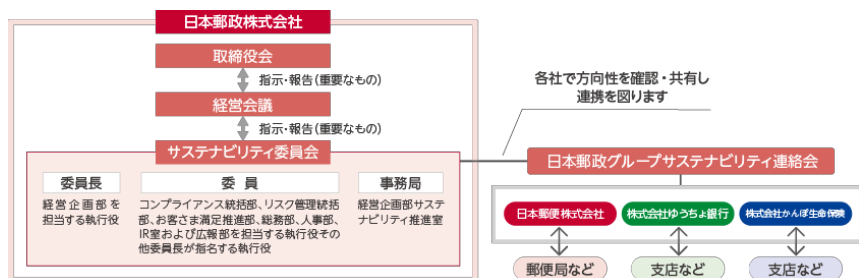 日本郵政株式会社
取締役会
指示・報告(重要なもの)
経営会議
指示・報告(重要なもの)
サステナビリティ委員会
委員長
経営企画部を
担当する執行役
委 員
コンプライアンス統括部、リスク管理統括
部、お客さま満足推進部、総務部、人事部、
IR室および広報部を担当する執行役その
他委員長が指名する執行役
事務局
経営企画部サステ
ナビリティ推進室
各社で方向性を確認・共有し
連携を図ります
日本郵政グループサステナビリティ連絡会
日本郵便株式会社
株式会社ゆうちょ銀行
株式会社かんぽ生命保険
郵便局など
支店など
支店など